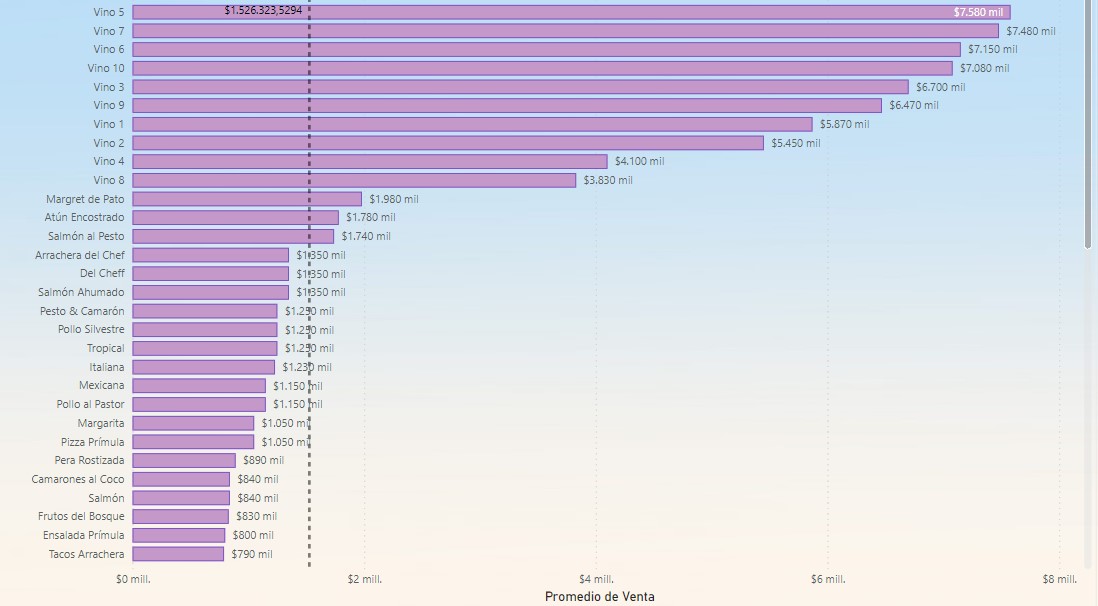 Vino 5 $1.526.323,5294 $7.580 mil
Vino 7 $7.480 mil
Vino 6 $7.150 mil
Vino 10 $7.080 mil
Vino 3 $6.700 mil
Vino 9 $6.470 mil
Vino 1 $5.870 mil
Vino 2 $5.450 mil
Vino 4 $4.100 mil
Vino 8 $3.830 mil
Margret de Pato $1.980 mil
Atún Encostrado $1.780 mil
Salmón al Pesto $1.740 mil
Arrachera del Chef $1.350 mil
Del Cheff $1.350 mil
Salmón Ahumado $1.350 mil
Pesto & Camarón $1.250 mil
Pollo Silvestre $1.250 mil
Tropical $1.250 mil
Italiana $1.230 mil
Mexicana $1.150 mil
Pollo al Pastor $1.150 mil
Margarita $1.050 mil
Pizza Prímula $1.050 mil
Pera Rostizada $890 mil
Camarones al Coco $840 mil
Salmón $840 mil
Frutos del Bosque $830 mil
Ensalada Prímula $800 mil
Tacos Arrachera $790 mil
$0 mill. $2 mill. $4 mill. $6 mill. $8 mill.
Promedio de Venta